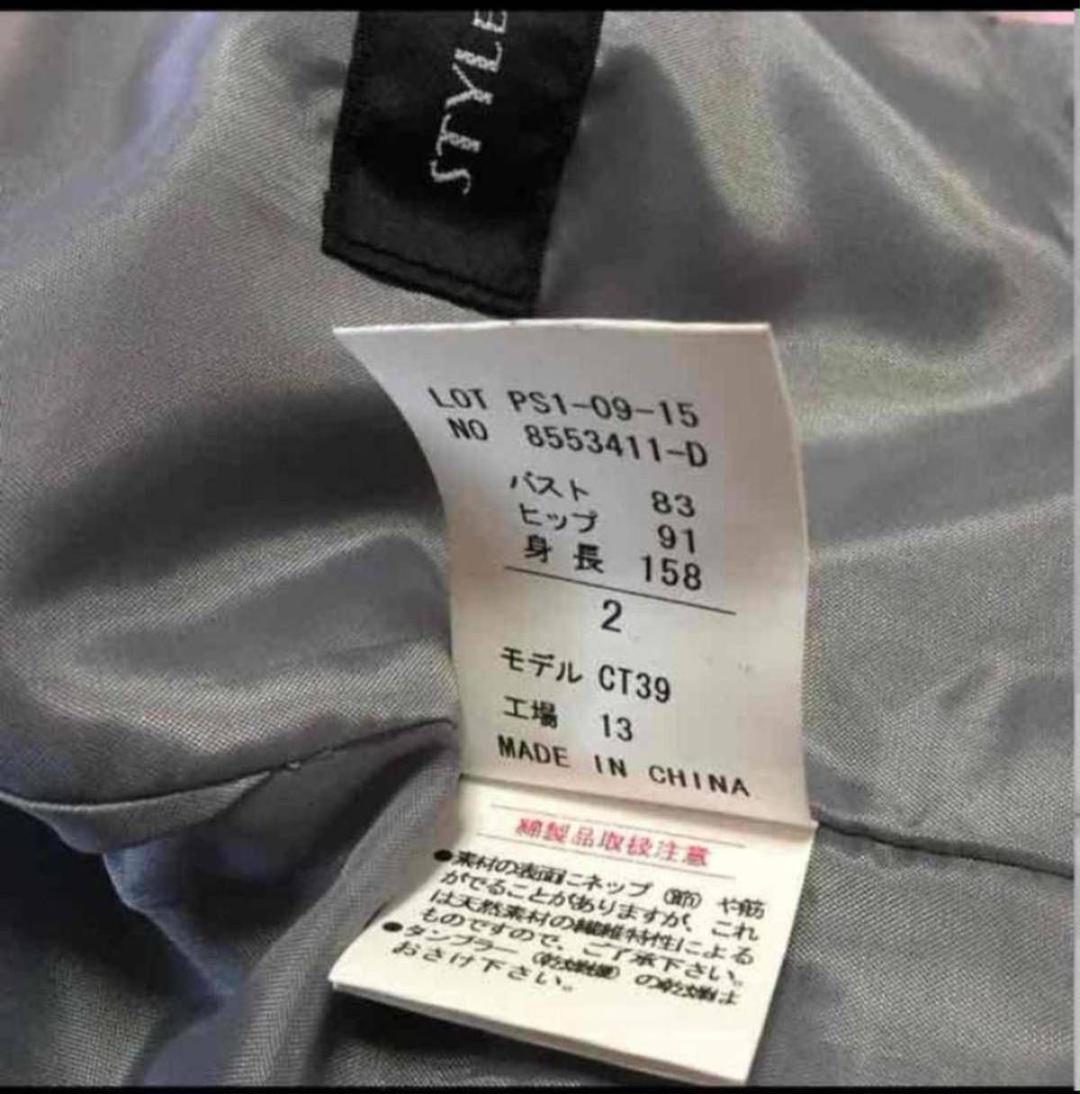 STYLE
LOT PS1-09-15
NO 8553411-D
バスト 83
ヒップ 91
身長 158
2
モデル CT39
工場 13
MADE IN CHINA
綿製品取扱注意
●素材の表面にネップ(節)や筋
がでることがありますが、これ
は天然素材の繊維特性による
ものですので、ご了承下さい。
●タンブラー(乾燥機)の乾燥は
おさけ下さい。